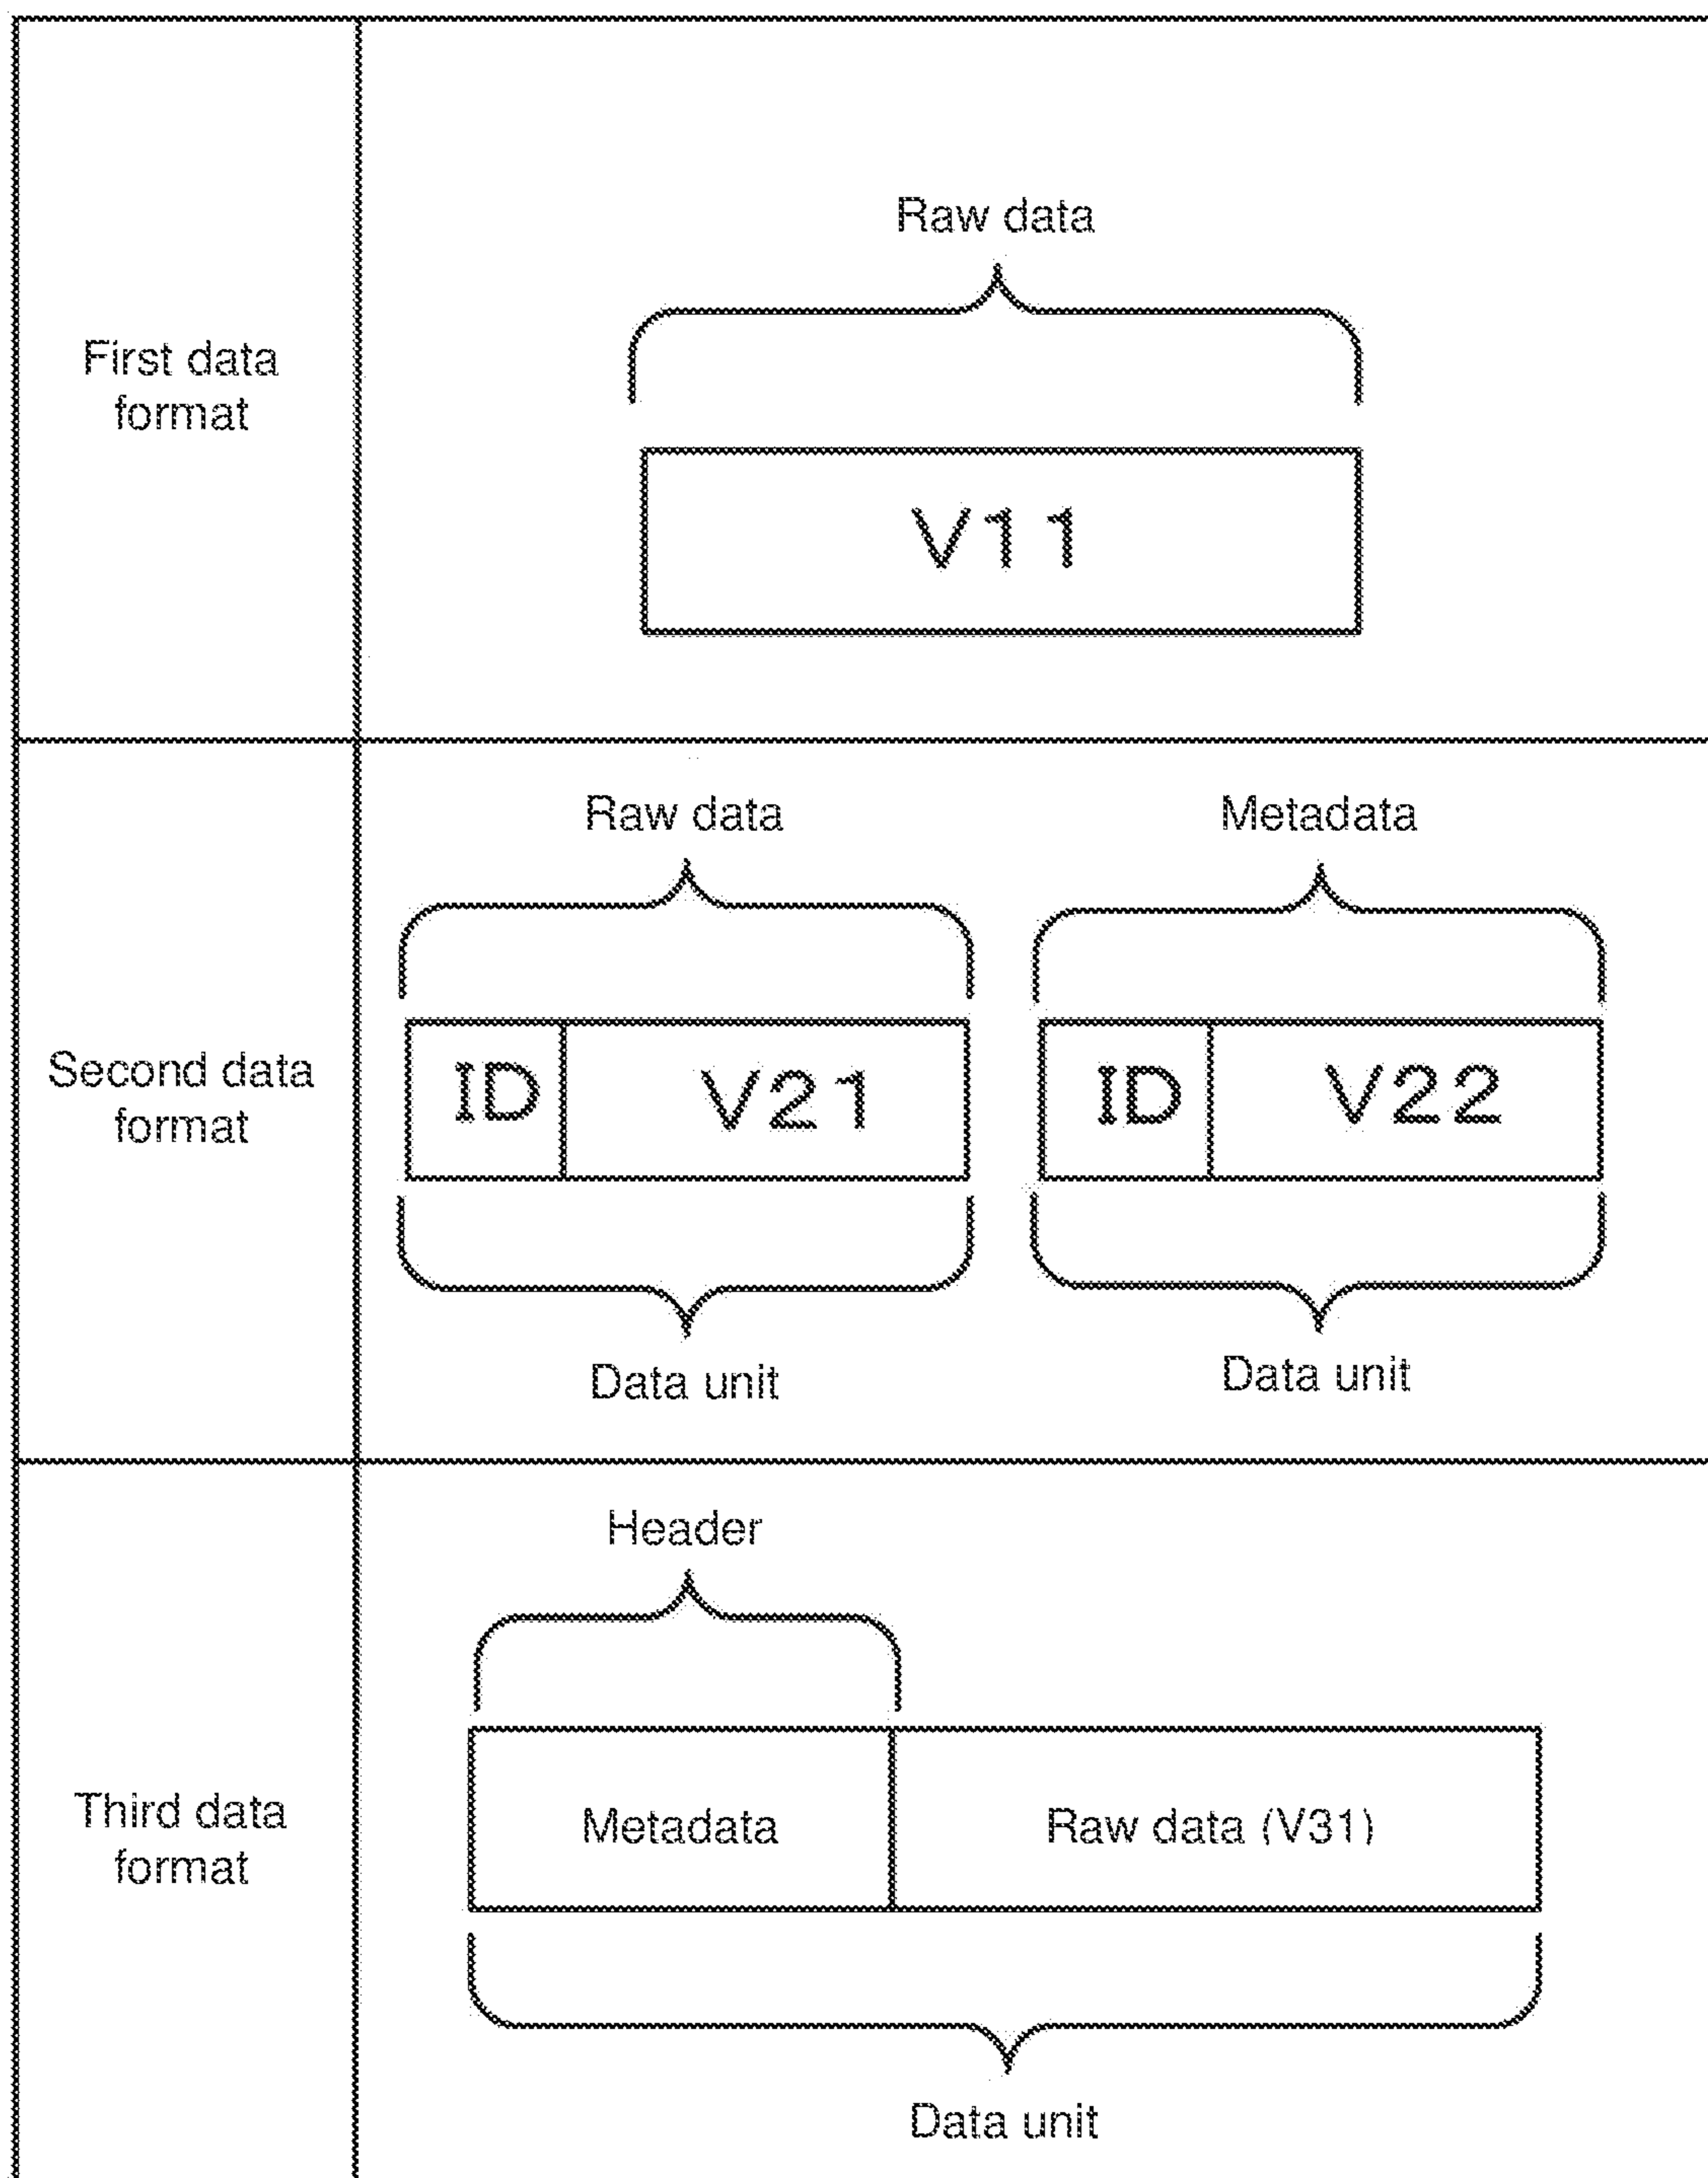 First data
format
Raw data
V11
Second data
format
Raw data
Metadata
ID
V21
ID
V22
Data unit
Data unit
Third data
format
Header
Metadata
Raw data (V31)
Data unit